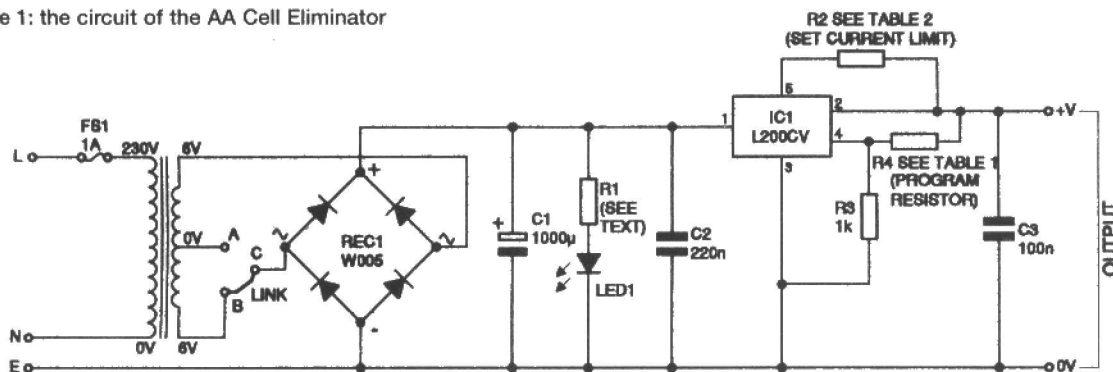 e 1: the circuit of the AA Cell Eliminator
R2 SEE TABLE 2
(SET CURRENT LIMIT)
5
FS1
1A
L
230V
6V
+
1
IC1
L200CV
2
4
3
+V
R4 SEE TABLE 1
(PROGRAM
RESISTOR)
R1
(SEE
TEXT)
R3
1k
0V
A
C
B
LINK
REC1
W005
+
C1
1000µ
C2
220n
C3
100n
LED1
OUTPUT
-
N
0V
6V
E
0V